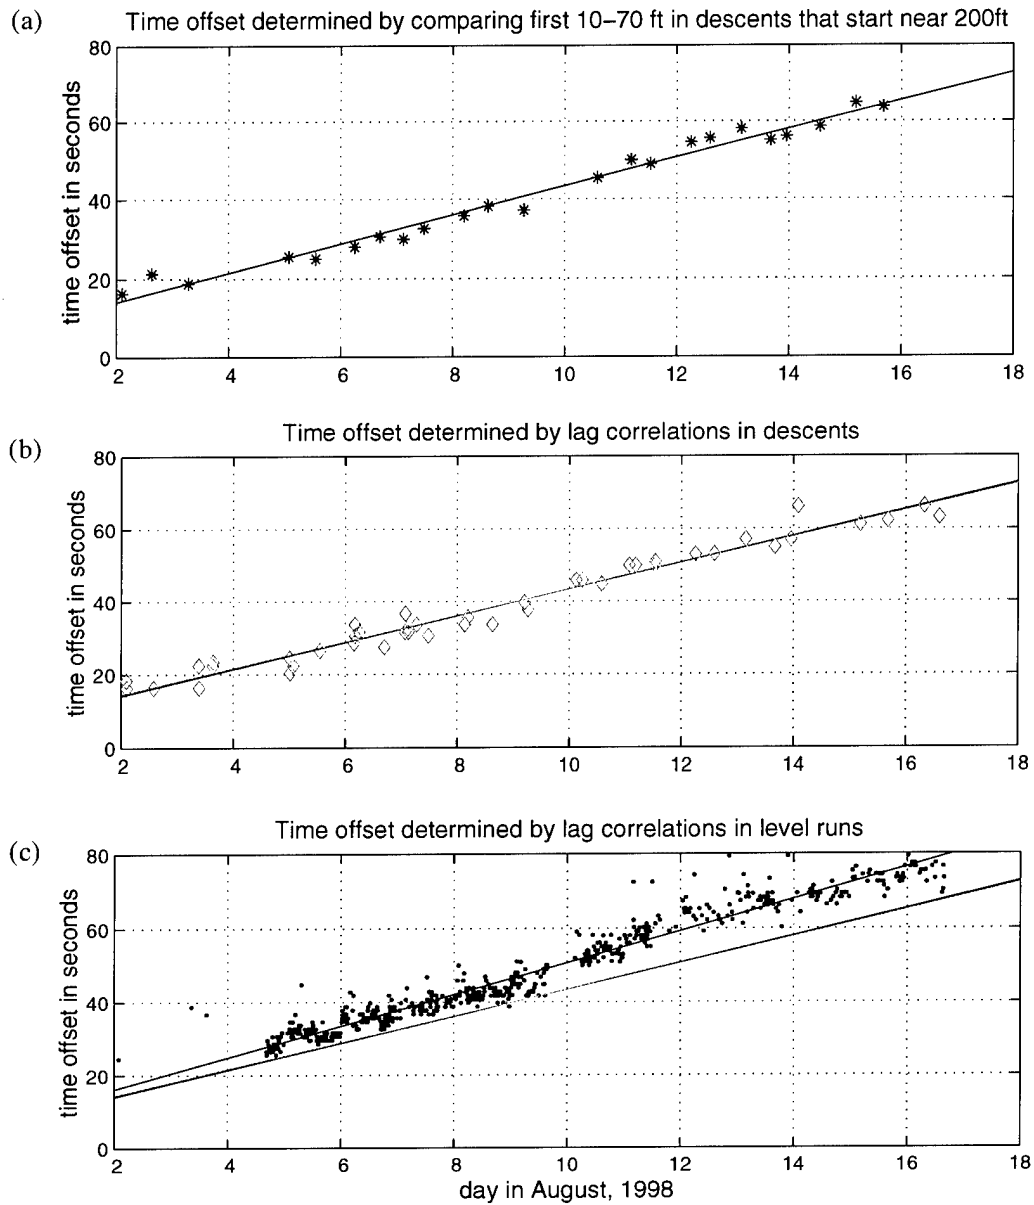 (a)
Time offset determined by comparing first 10−70 ft in descents that start near 200ft
80
60
40
20
0
time offset in seconds
2 4 6 8 10 12 14 16 18
(b)
Time offset determined by lag correlations in descents
80
60
40
20
0
time offset in seconds
2 4 6 8 10 12 14 16 18
(c)
Time offset determined by lag correlations in level runs
80
60
40
20
0
time offset in seconds
2 4 6 8 10 12 14 16 18
day in August, 1998